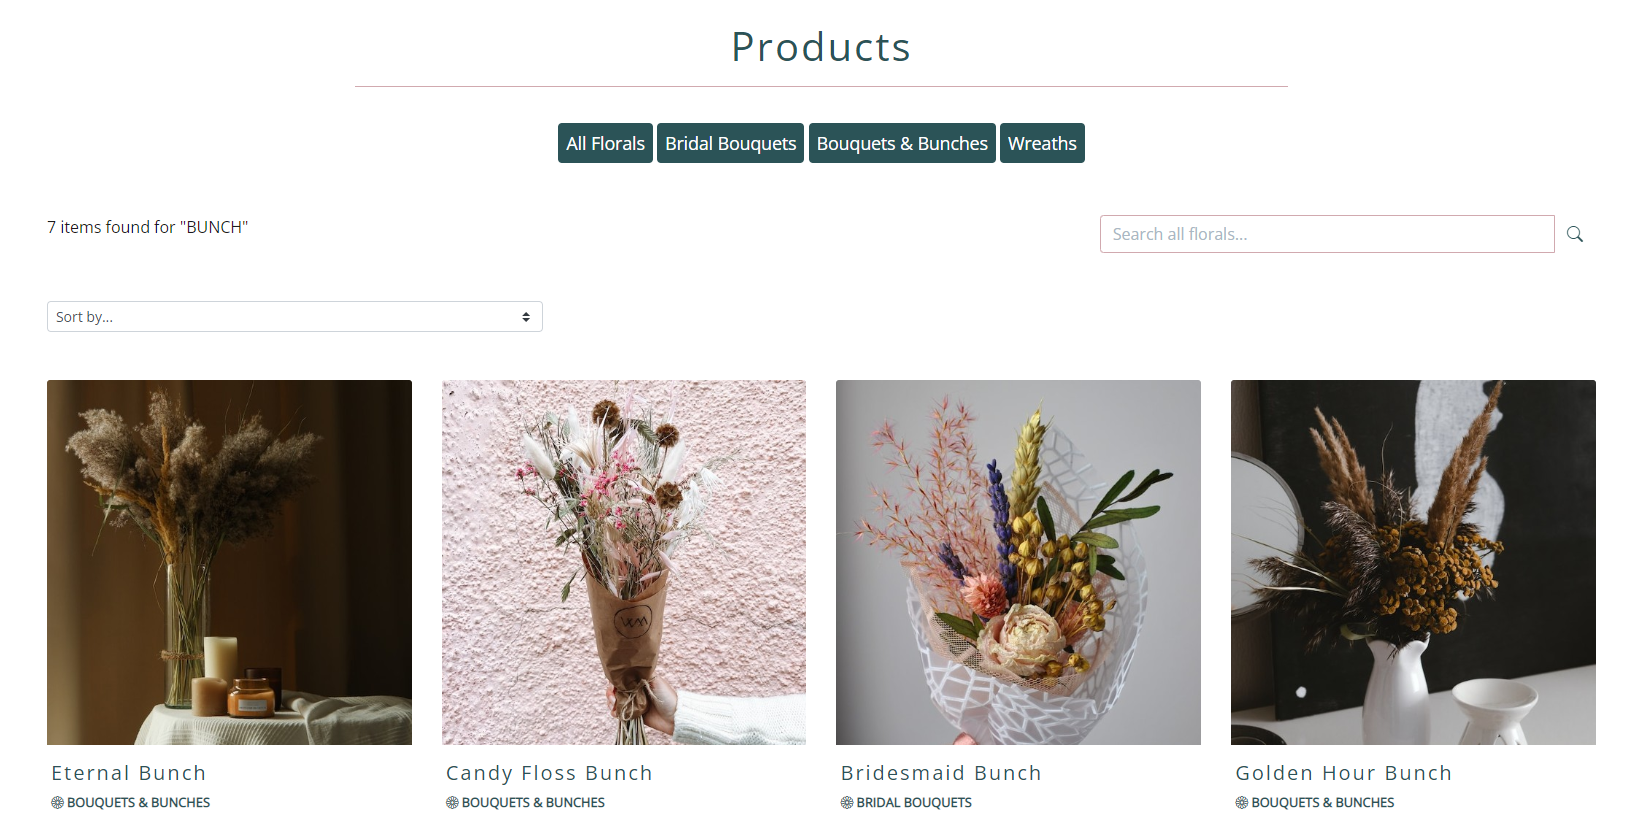 Products
All Florals Bridal Bouquets Bouquets & Bunches Wreaths
7 items found for "BUNCH"
Search all florals...
Sort by...
WM
Eternal Bunch
BOUQUETS & BUNCHES
Candy Floss Bunch
BOUQUETS & BUNCHES
Bridesmaid Bunch
BRIDAL BOUQUETS
Golden Hour Bunch
BOUQUETS & BUNCHES